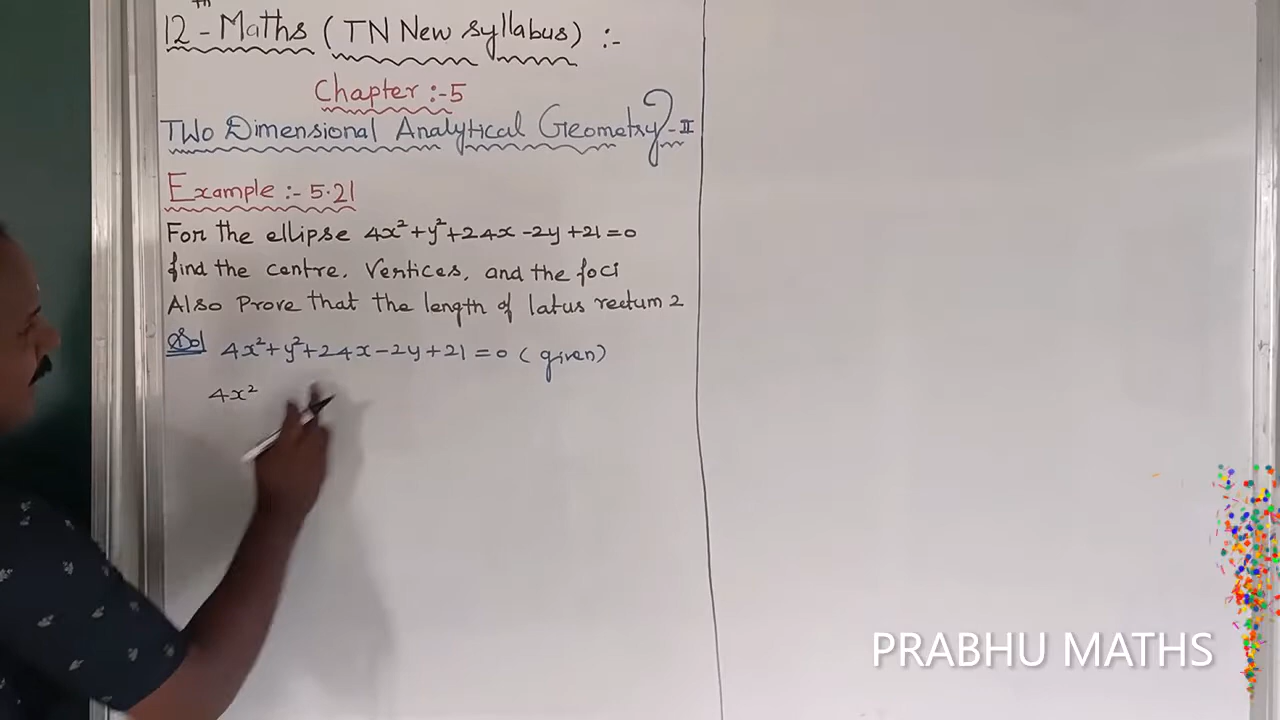 12th - Maths ( TN New Syllabus) :-
Chapter :- 5
TWo Dimensional Analytical Geometry - II
Example :- 5.21
For the ellipse 4x²+y²+24x-2y+21=0
find the centre, Vertices, and the foci
Also Prove that the length of latus rectum 2
Sol 4x²+y²+24x-2y+21=0 (given)
4x²
PRABHU MATHS